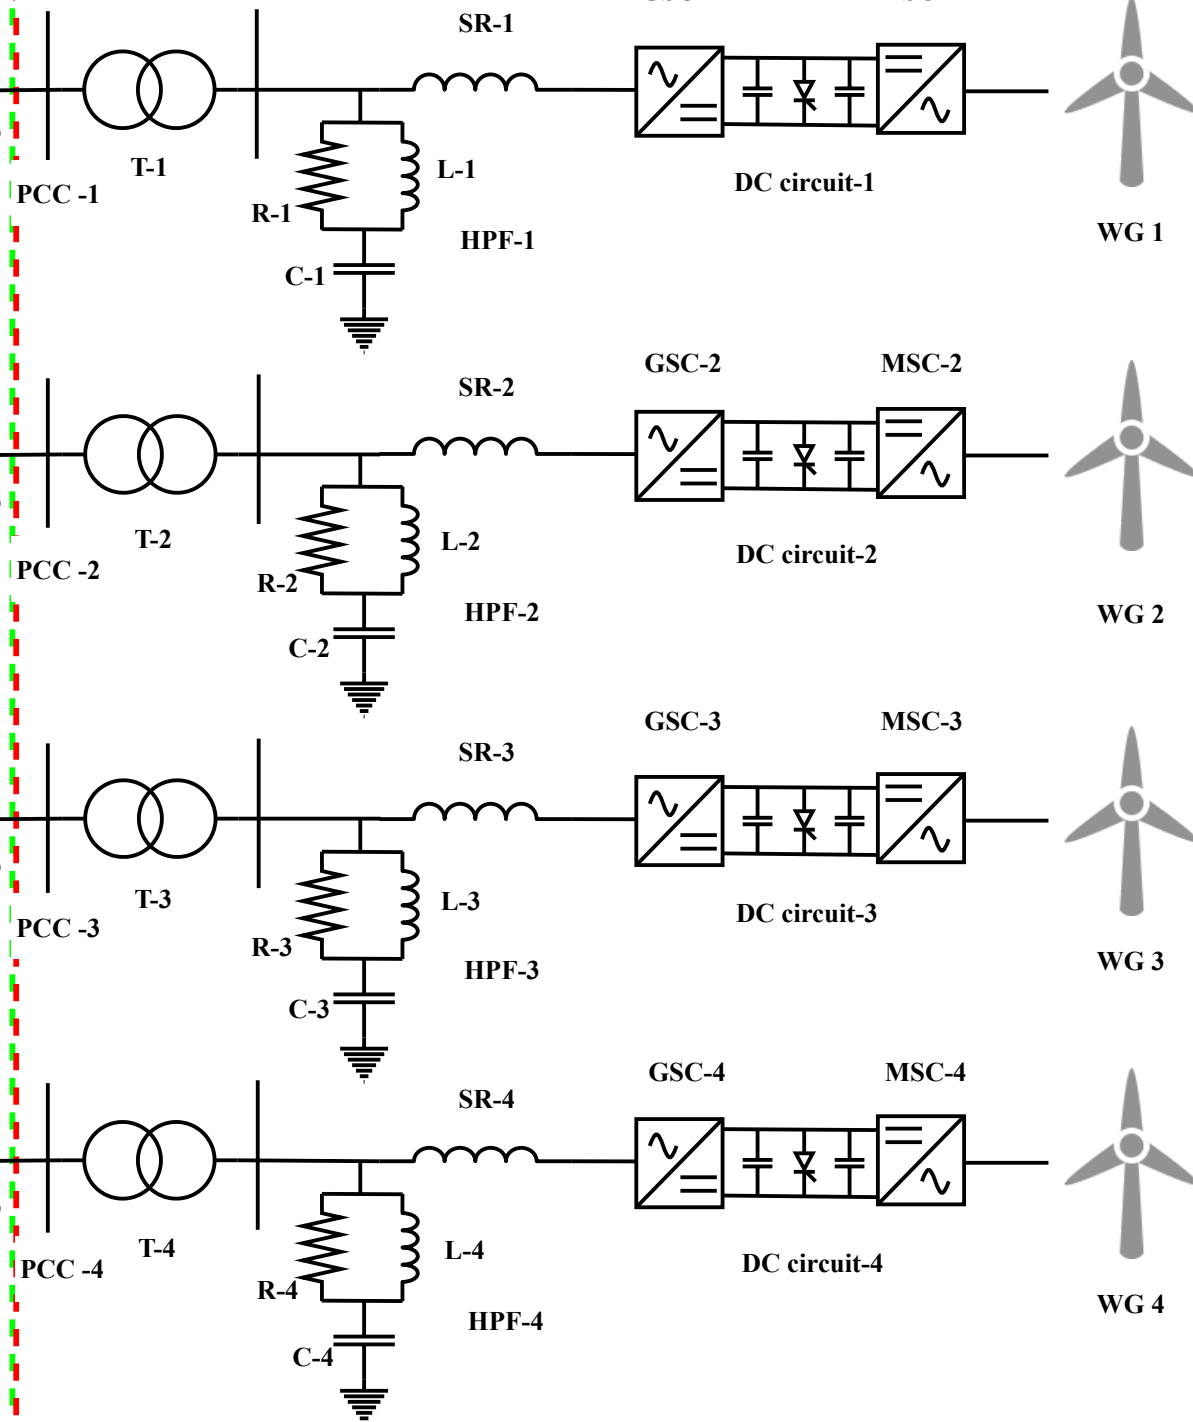 SR-1
T-1
L-1
PCC -1
R-1
DC circuit-1
HPF-1
WG 1
C-1
GSC-2
MSC-2
SR-2
T-2
L-2
PCC -2
R-2
DC circuit-2
HPF-2
WG 2
C-2
GSC-3
MSC-3
SR-3
T-3
L-3
PCC -3
R-3
DC circuit-3
HPF-3
WG 3
C-3
GSC-4
MSC-4
SR-4
T-4
L-4
PCC -4
R-4
DC circuit-4
HPF-4
WG 4
C-4